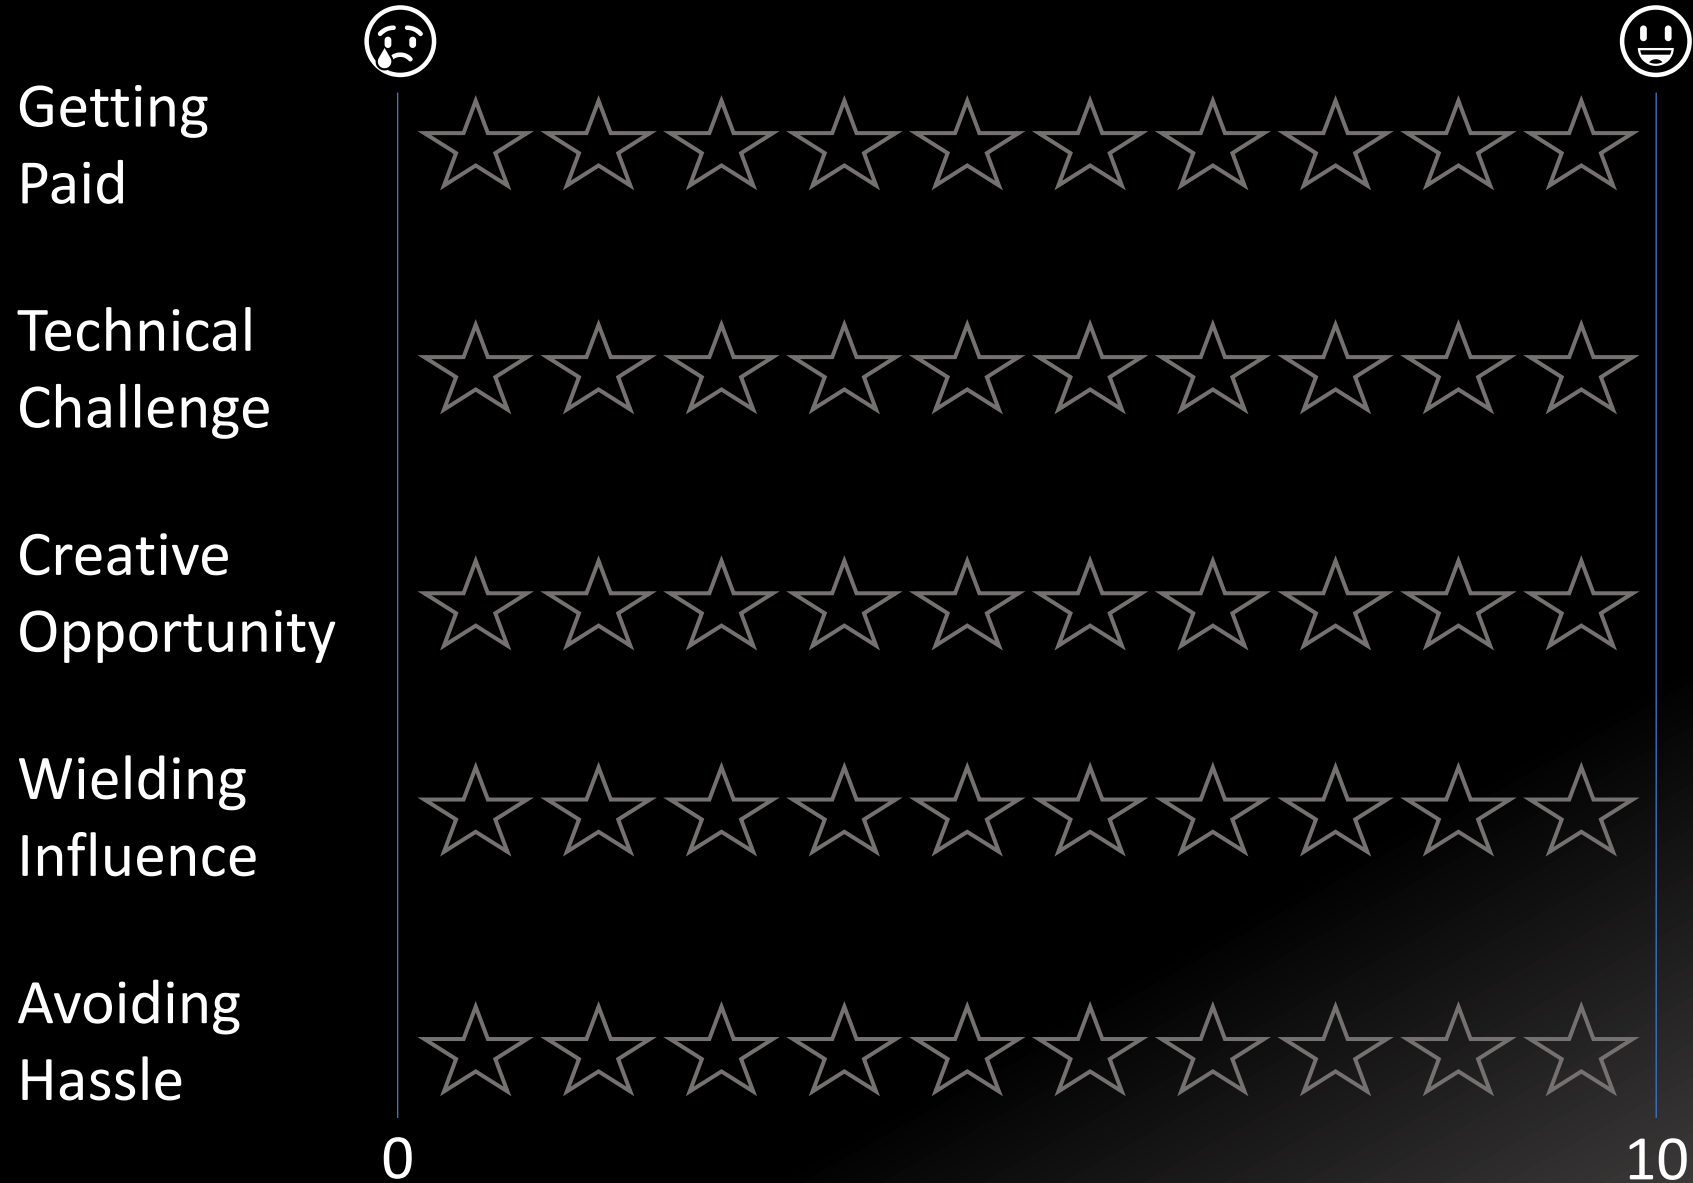 Getting
Paid
Technical
Challenge
Creative
Opportunity
Wielding
Influence
Avoiding
Hassle
0
10